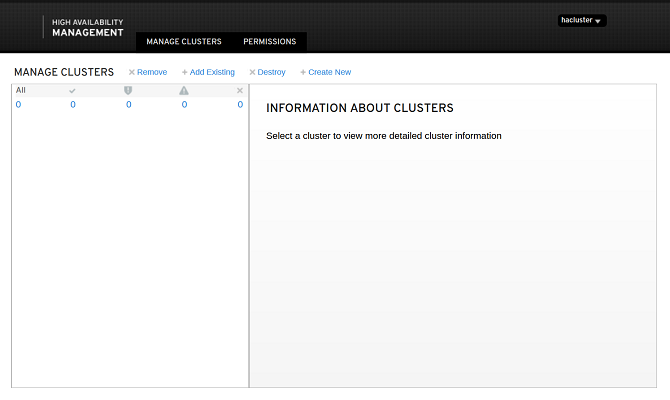 HIGH AVAILABILITY
MANAGEMENT
MANAGE CLUSTERS
PERMISSIONS
hacluster
MANAGE CLUSTERS
Remove
Add Existing
Destroy
Create New
All
0 0 0 0 0
INFORMATION ABOUT CLUSTERS
Select a cluster to view more detailed cluster information